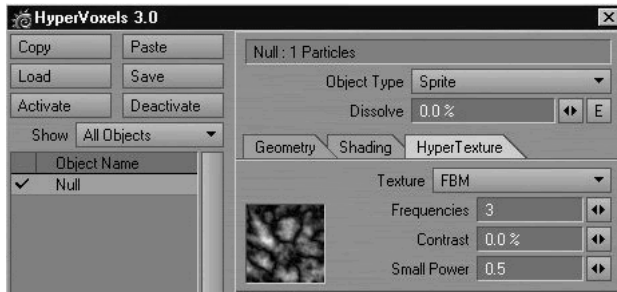 HyperVoxels 3.0
Copy Paste
Load Save
Activate Deactivate
Show All Objects
Object Name
Null
Null : 1 Particles
Object Type Sprite
Dissolve 0.0 % E
Geometry Shading HyperTexture
Texture FBM
Frequencies 3
Contrast 0.0 %
Small Power 0.5